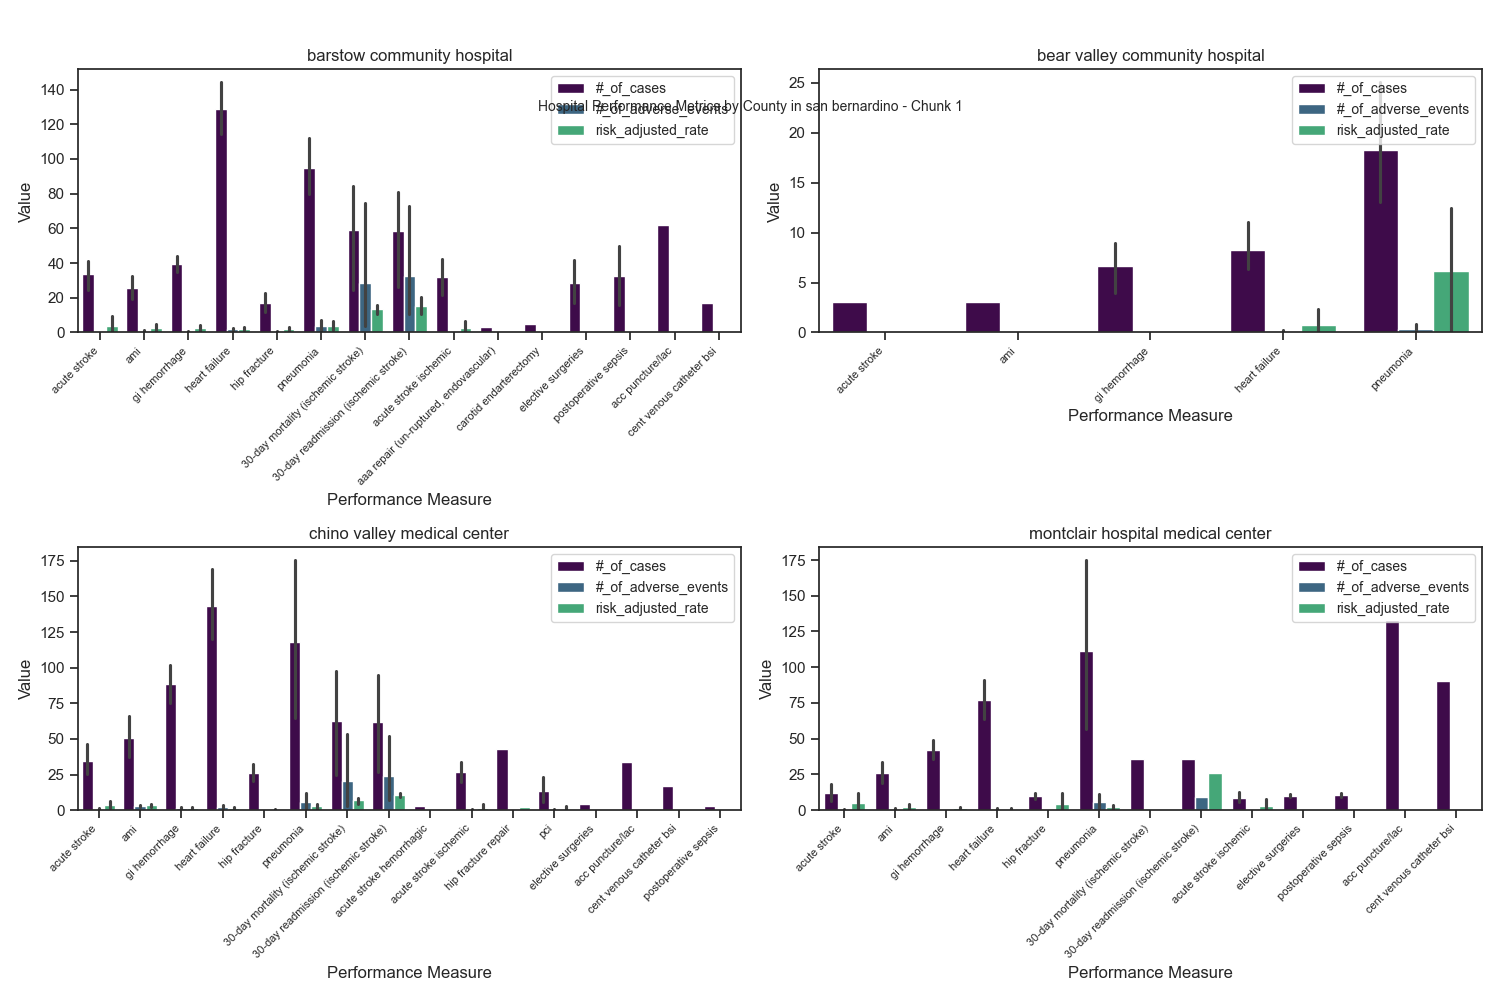 barstow community hospital
140
120
100
80
60
40
20
0
Value
#_of_cases
#_of_adverse_events
risk_adjusted_rate
acute stroke
ami
gi hemorrhage
heart failure
hip fracture
pneumonia
30-day mortality (ischemic stroke)
30-day readmission (ischemic stroke)
acute stroke ischemic
aaa repair (un-ruptured, endovascular)
carotid endarterectomy
elective surgeries
postoperative sepsis
acc puncture/lac
cent venous catheter bsi
Performance Measure
Hospital Performance Metrics by County in san bernardino - Chunk 1
bear valley community hospital
25
20
15
10
5
0
Value
#_of_cases
#_of_adverse_events
risk_adjusted_rate
acute stroke
ami
gi hemorrhage
heart failure
pneumonia
Performance Measure
chino valley medical center
175
150
125
100
75
50
25
0
Value
#_of_cases
#_of_adverse_events
risk_adjusted_rate
acute stroke
ami
gi hemorrhage
heart failure
hip fracture
pneumonia
30-day mortality (ischemic stroke)
30-day readmission (ischemic stroke)
acute stroke hemorrhagic
acute stroke ischemic
hip fracture repair
pci
elective surgeries
acc puncture/lac
cent venous catheter bsi
postoperative sepsis
Performance Measure
montclair hospital medical center
175
150
125
100
75
50
25
0
Value
#_of_cases
#_of_adverse_events
risk_adjusted_rate
acute stroke
ami
gi hemorrhage
heart failure
hip fracture
pneumonia
30-day mortality (ischemic stroke)
30-day readmission (ischemic stroke)
acute stroke ischemic
elective surgeries
postoperative sepsis
acc puncture/lac
cent venous catheter bsi
Performance Measure